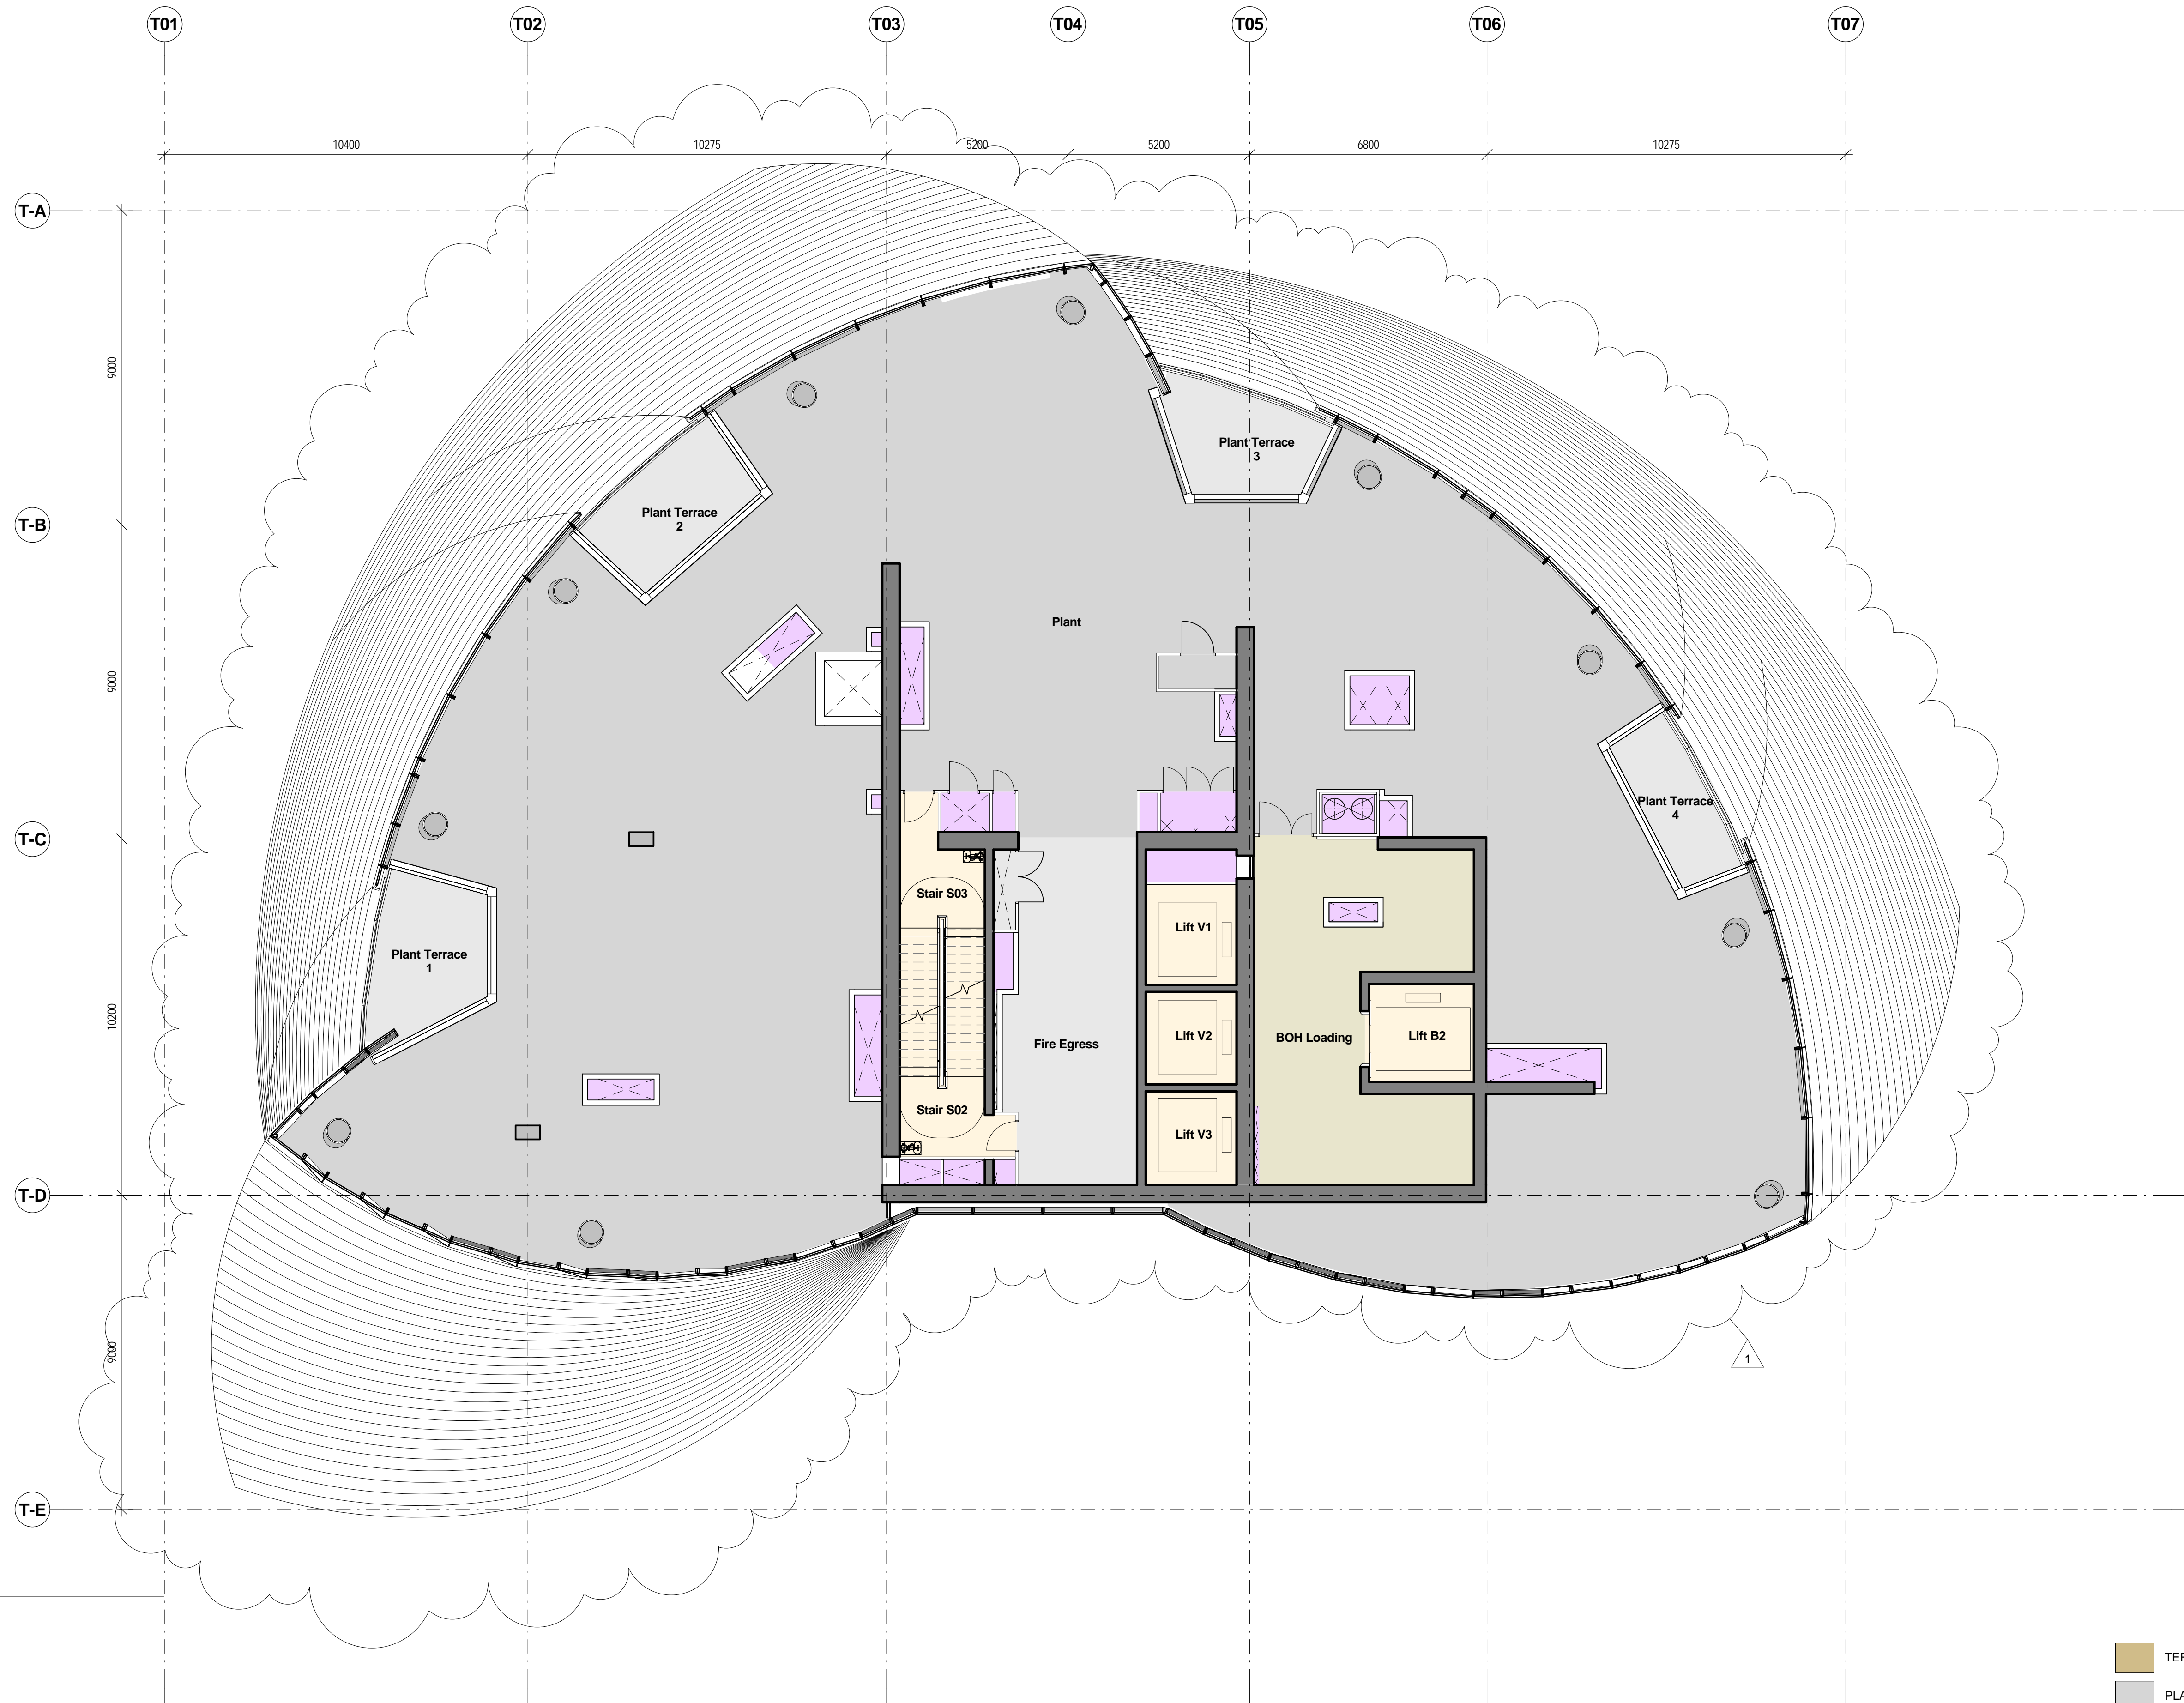 T01 T02 T03 T04 T05 T06 T07
10400 10275 5200 5200 6800 10275
T-A
9000
T-B
9000
T-C
10200
T-D
9090
T-E
Plant Terrace
3
Plant Terrace
2
Plant
Plant Terrace
4
Plant Terrace
1
Stair S03
Lift V1
Lift V2
Fire Egress
BOH Loading
Lift B2
Stair S02
Lift V3
1